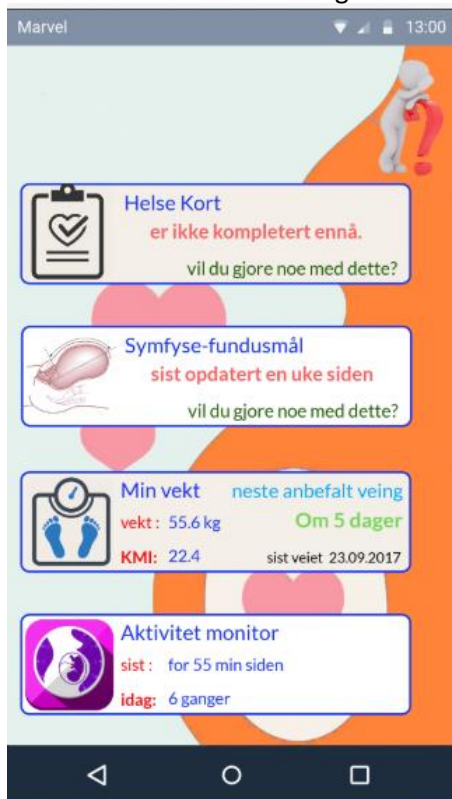 Marvel 13:00
Helse Kort
er ikke kompletert ennå.
vil du gjore noe med dette?
Symfyse-fundusmål
sist opdatert en uke siden
vil du gjore noe med dette?
Min vekt neste anbefalt veing
vekt : 55.6 kg Om 5 dager
KMI: 22.4 sist veiet 23.09.2017
Aktivitet monitor
sist : for 55 min siden
idag: 6 ganger